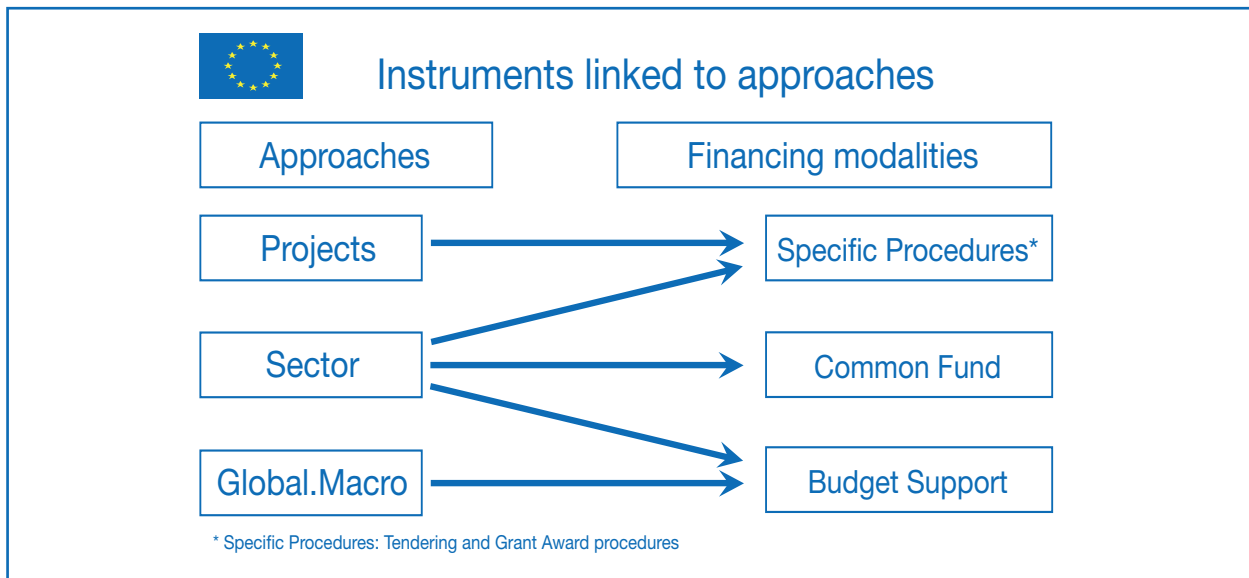 Instruments linked to approaches
Approaches
Financing modalities
Projects
Specific Procedures*
Sector
Common Fund
Global.Macro
Budget Support
* Specific Procedures: Tendering and Grant Award procedures